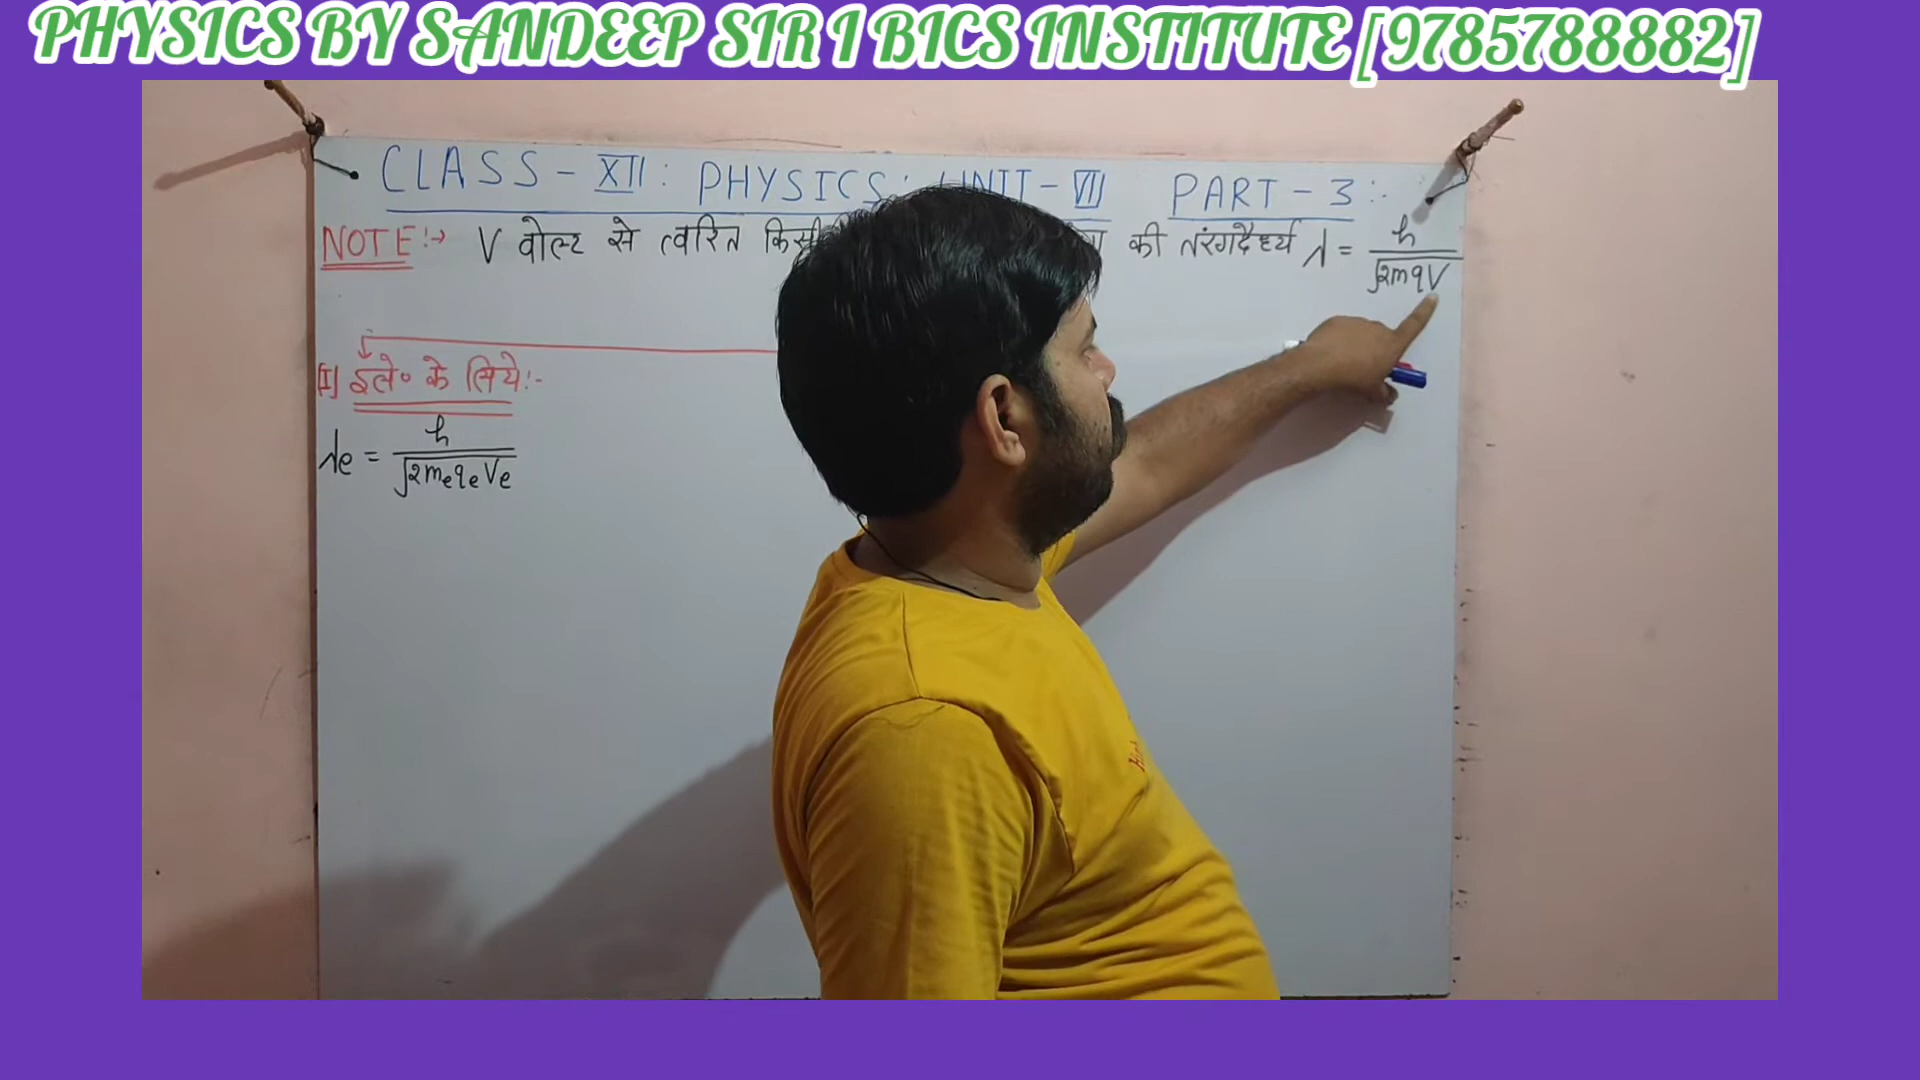 PHYSICS BY SANDEEP SIR I BICS INSTITUTE [9785788882]
CLASS - XII : PHYSICS : UNIT - VII PART - 3 :-
NOTE :→ V वोल्ट से त्वरित किसी की तरंगदैर्ध्य λ = h / √2mqV
[I] इले० के लिये :-
λe = h / √2meqeVe